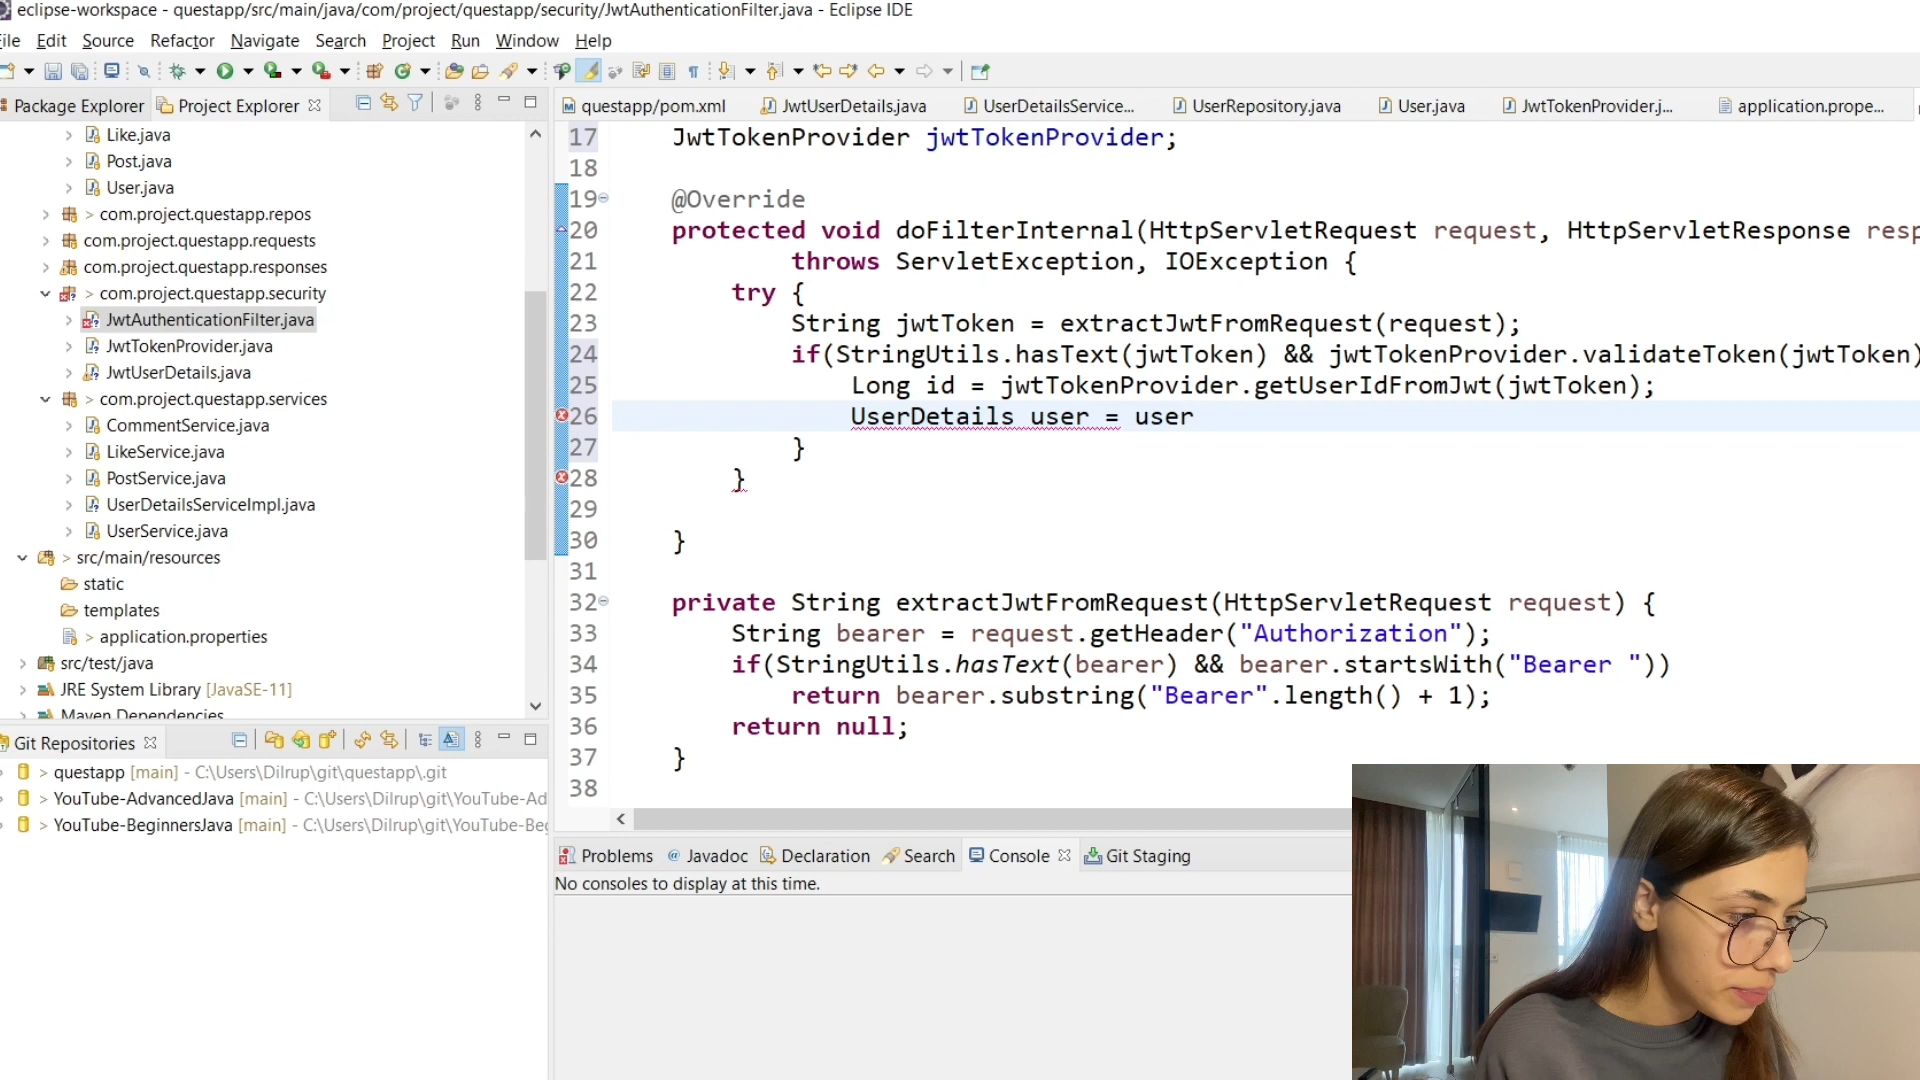 eclipse-workspace - questapp/src/main/java/com/project/questapp/security/JwtAuthenticationFilter.java - Eclipse IDE
File Edit Source Refactor Navigate Search Project Run Window Help
Package Explorer Project Explorer
Like.java
Post.java
User.java
> com.project.questapp.repos
com.project.questapp.requests
com.project.questapp.responses
> com.project.questapp.security
JwtAuthenticationFilter.java
JwtTokenProvider.java
JwtUserDetails.java
> com.project.questapp.services
CommentService.java
LikeService.java
PostService.java
UserDetailsServiceImpl.java
UserService.java
> src/main/resources
static
templates
> application.properties
src/test/java
JRE System Library [JavaSE-11]
Maven Dependencies
Git Repositories
> questapp [main] - C:\Users\Dilrup\git\questapp\.git
> YouTube-AdvancedJava [main] - C:\Users\Dilrup\git\YouTube-Ad
> YouTube-BeginnersJava [main] - C:\Users\Dilrup\git\YouTube-Be
questapp/pom.xml JwtUserDetails.java UserDetailsService... UserRepository.java User.java JwtTokenProvider.j... application.prope...
17 JwtTokenProvider jwtTokenProvider;
18
19 @Override
20 protected void doFilterInternal(HttpServletRequest request, HttpServletResponse resp
21 throws ServletException, IOException {
22 try {
23 String jwtToken = extractJwtFromRequest(request);
24 if(StringUtils.hasText(jwtToken) && jwtTokenProvider.validateToken(jwtToken)
25 Long id = jwtTokenProvider.getUserIdFromJwt(jwtToken);
26 UserDetails user = user
27 }
28 }
29
30 }
31
32 private String extractJwtFromRequest(HttpServletRequest request) {
33 String bearer = request.getHeader("Authorization");
34 if(StringUtils.hasText(bearer) && bearer.startsWith("Bearer "))
35 return bearer.substring("Bearer".length() + 1);
36 return null;
37 }
38
Problems @ Javadoc Declaration Search Console Git Staging
No consoles to display at this time.